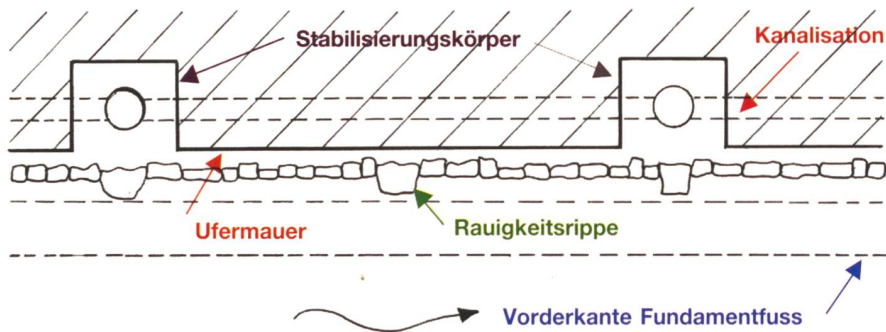 Stabilisierungskörper
Kanalisation
Ufermauer
Rauigkeitsrippe
Vorderkante Fundamentfuss